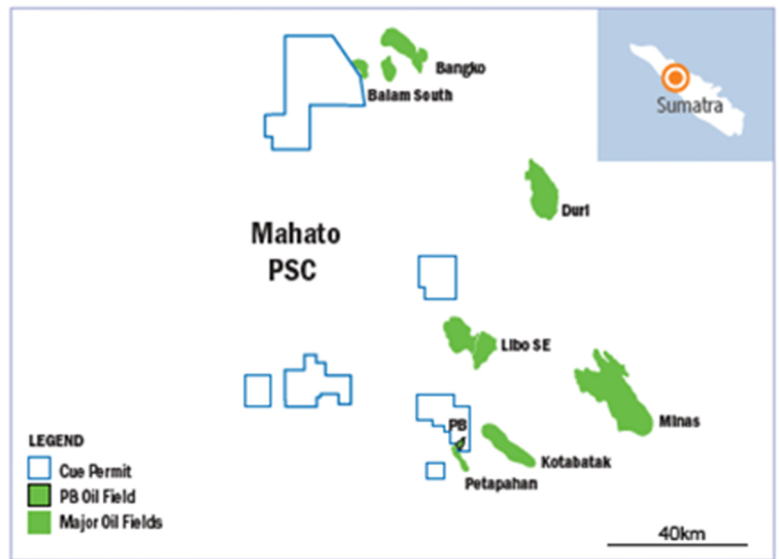 Bangko
Balam South
Sumatra
Duri
Mahato
PSC
Libo SE
Minas
PB
Kotabatak
Petapahan
LEGEND
Cue Permit
PB Oil Field
Major Oil Fields
40km